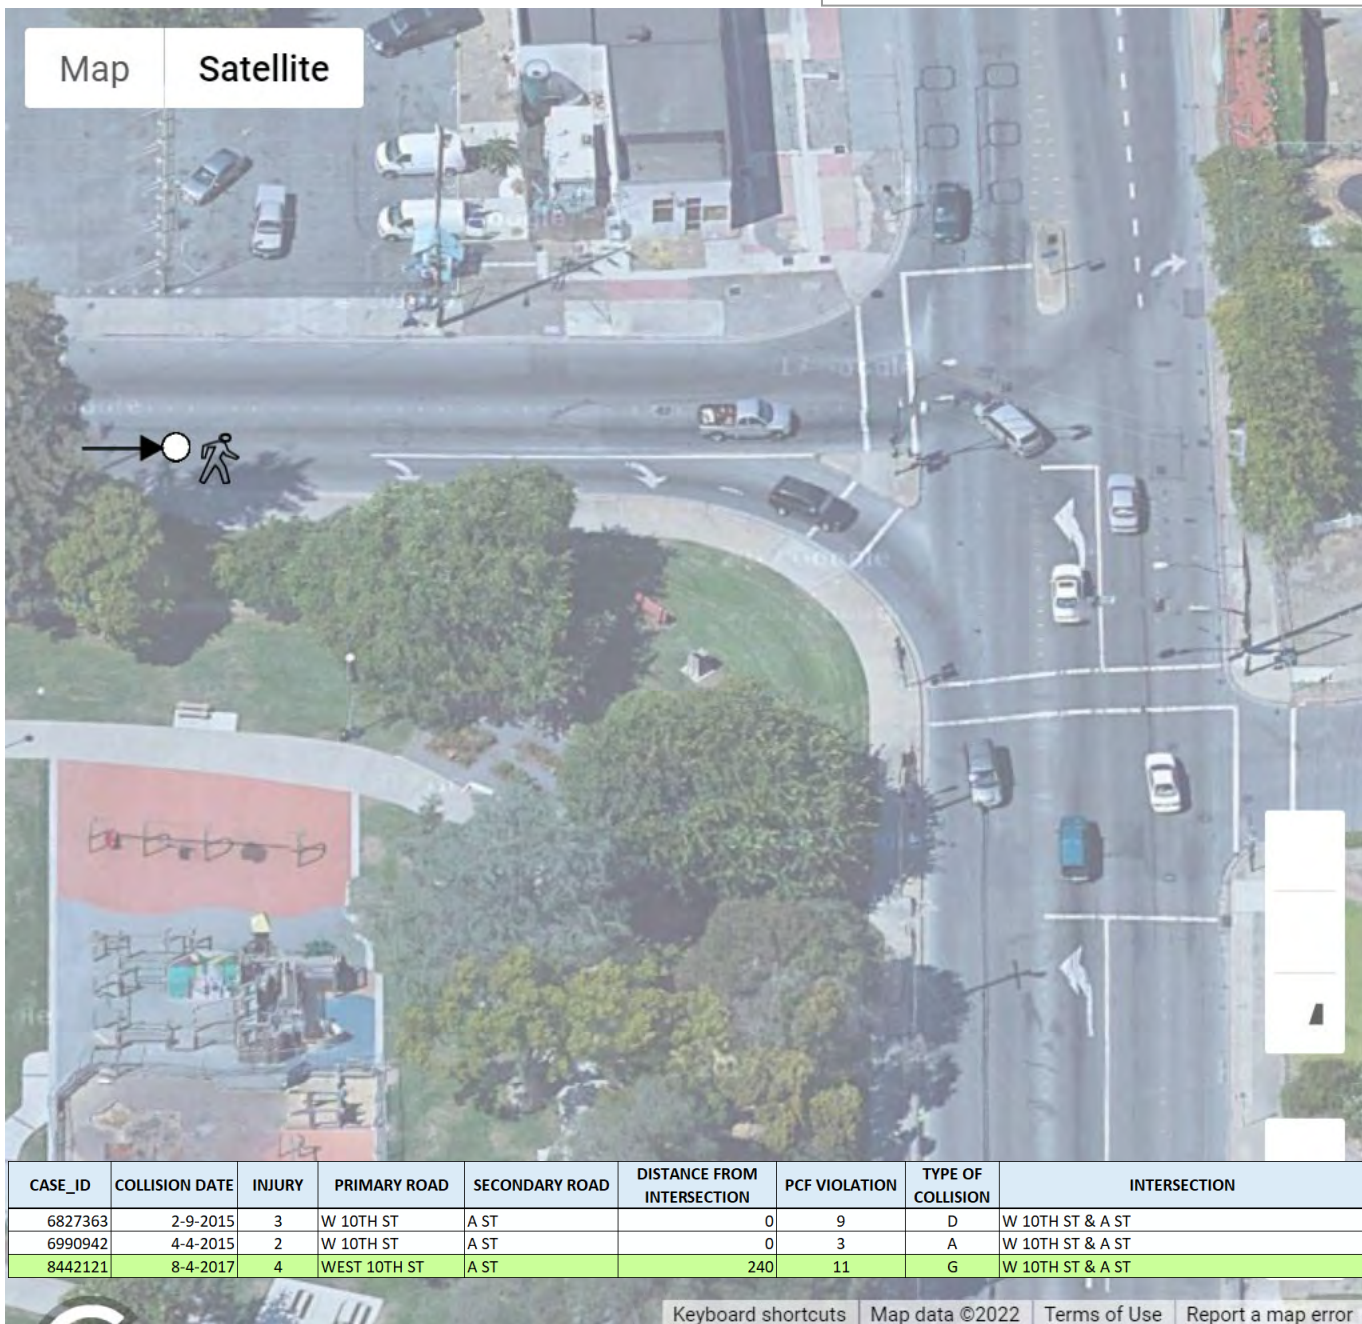 Map Satellite
CASE_ID COLLISION DATE INJURY PRIMARY ROAD SECONDARY ROAD DISTANCE FROM INTERSECTION PCF VIOLATION TYPE OF COLLISION INTERSECTION
6827363 2-9-2015 3 W 10TH ST A ST 0 9 D W 10TH ST & A ST
6990942 4-4-2015 2 W 10TH ST A ST 0 3 A W 10TH ST & A ST
8442121 8-4-2017 4 WEST 10TH ST A ST 240 11 G W 10TH ST & A ST
Keyboard shortcuts Map data ©2022 Terms of Use Report a map error